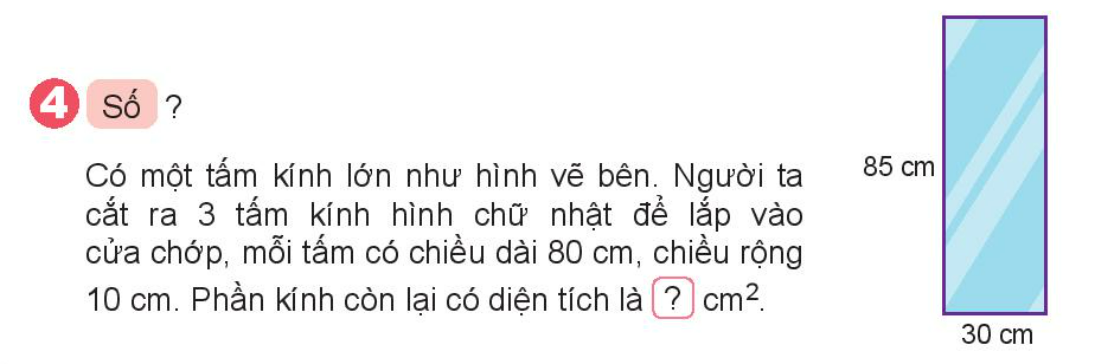 4 Số ?
Có một tấm kính lớn như hình vẽ bên. Người ta
cắt ra 3 tấm kính hình chữ nhật để lắp vào
cửa chớp, mỗi tấm có chiều dài 80 cm, chiều rộng
10 cm. Phần kính còn lại có diện tích là ? cm².
85 cm
30 cm